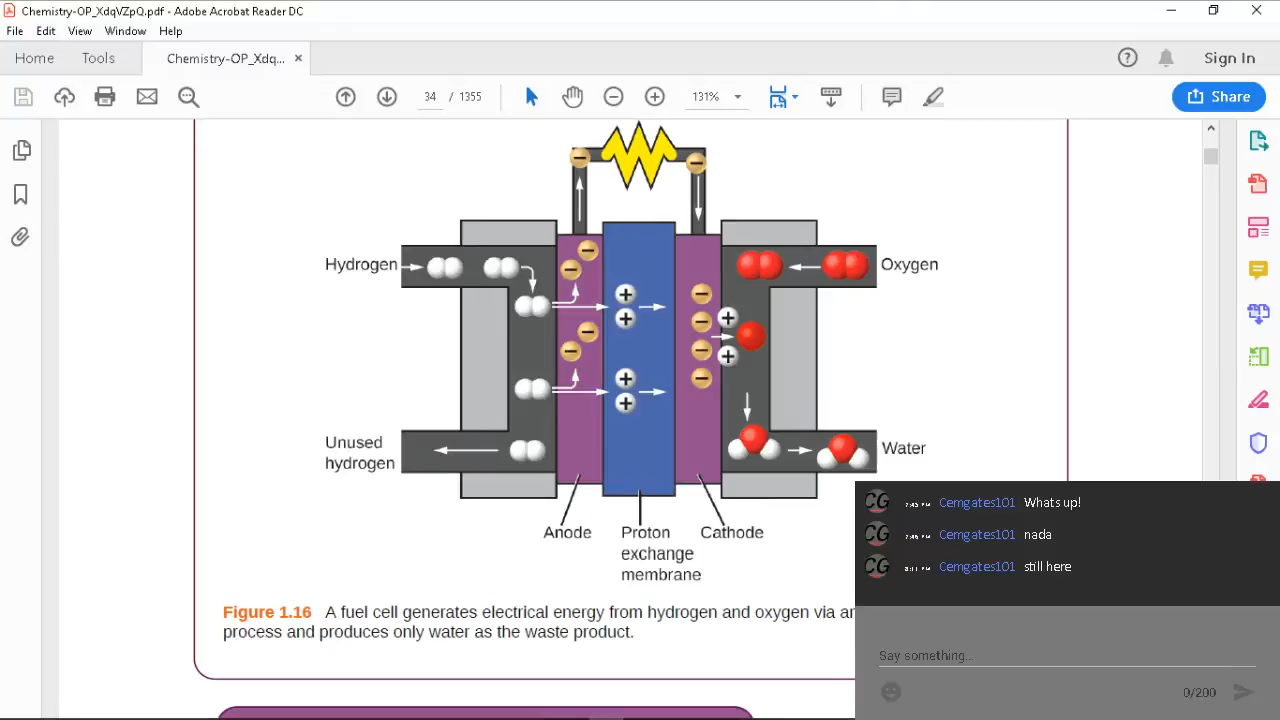 Chemistry-OP_XdqVZpQ.pdf - Adobe Acrobat Reader DC
File Edit View Window Help
Home Tools Chemistry-OP_Xdq... × Sign In
34 / 1355 131% Share
Hydrogen
Oxygen
Unused
hydrogen
Water
Anode
Proton
exchange
membrane
Cathode
Figure 1.16 A fuel cell generates electrical energy from hydrogen and oxygen via
process and produces only water as the waste product.
CG Cemgates101 Whats up!
CG Cemgates101 nada
CG Cemgates101 still here
Say something...
0/200